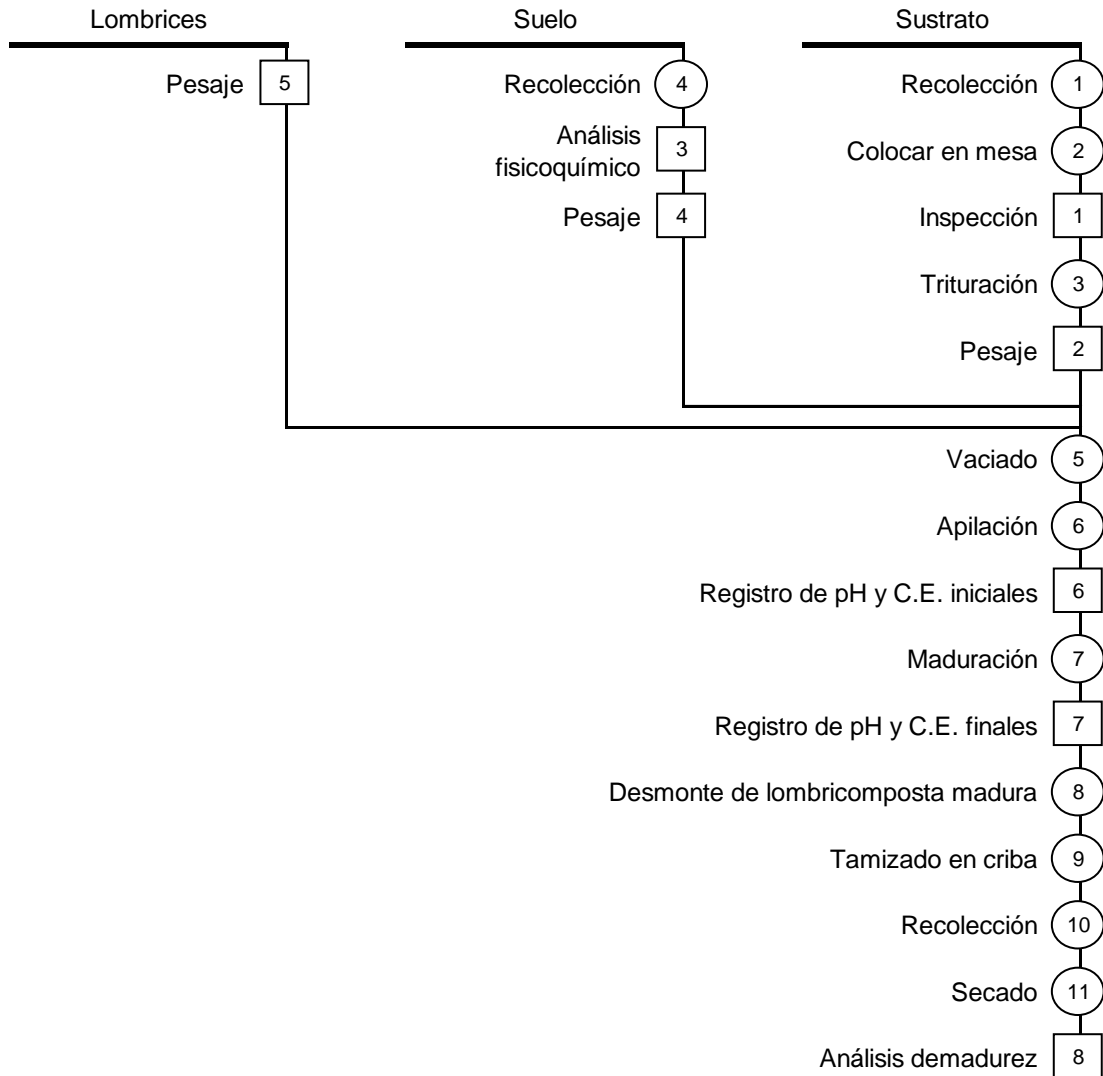 Lombrices
Suelo
Sustrato
Pesaje 5
Recolección 4
Recolección 1
Análisis
fisicoquímico 3
Colocar en mesa 2
Pesaje 4
Inspección 1
Trituración 3
Pesaje 2
Vaciado 5
Apilación 6
Registro de pH y C.E. iniciales 6
Maduración 7
Registro de pH y C.E. finales 7
Desmonte de lombricomposta madura 8
Tamizado en criba 9
Recolección 10
Secado 11
Análisis demadurez 8